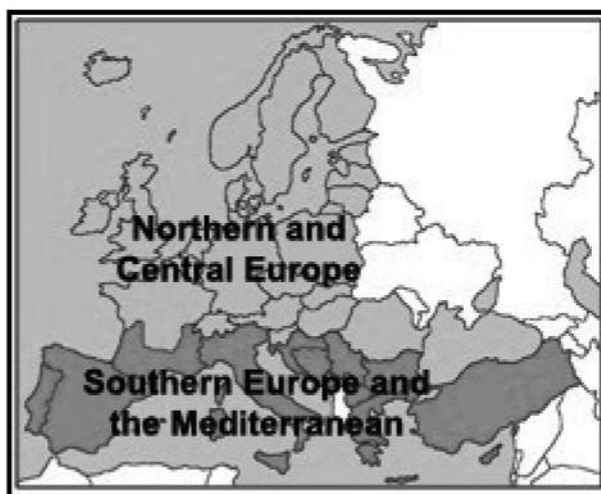 Northern and
Central Europe
Southern Europe and
the Mediterranean